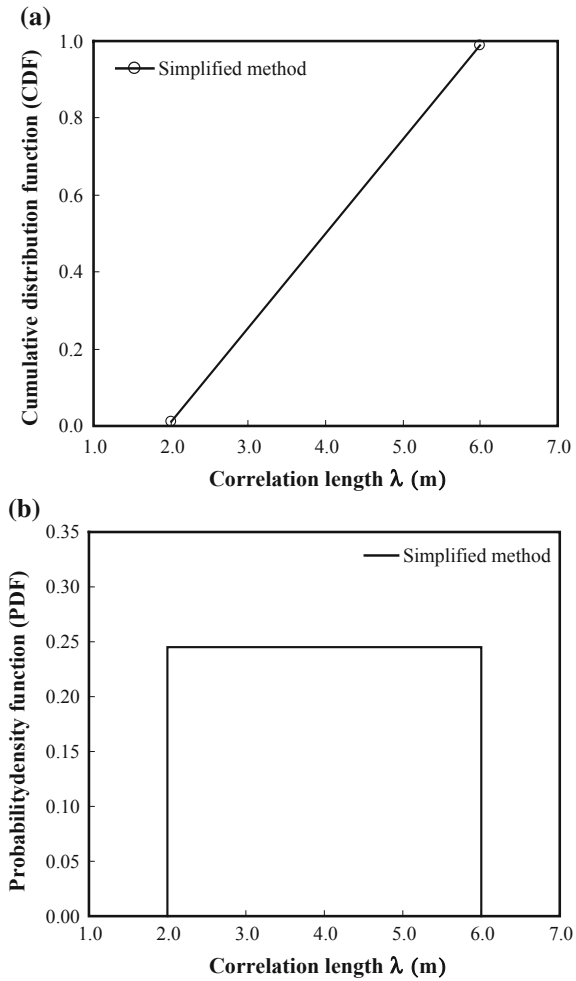 (a)
Cumulative distribution function (CDF)
1.0
0.8
0.6
0.4
0.2
0.0
Simplified method
1.0 2.0 3.0 4.0 5.0 6.0 7.0
Correlation length λ (m)
(b)
Probabilitydensity function (PDF)
0.35
0.30
0.25
0.20
0.15
0.10
0.05
0.00
Simplified method
1.0 2.0 3.0 4.0 5.0 6.0 7.0
Correlation length λ (m)